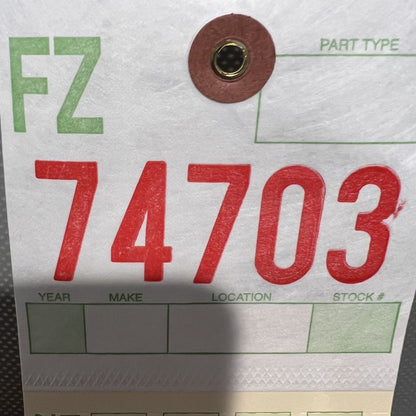 FZ
PART TYPE
74703
YEAR MAKE LOCATION STOCK #